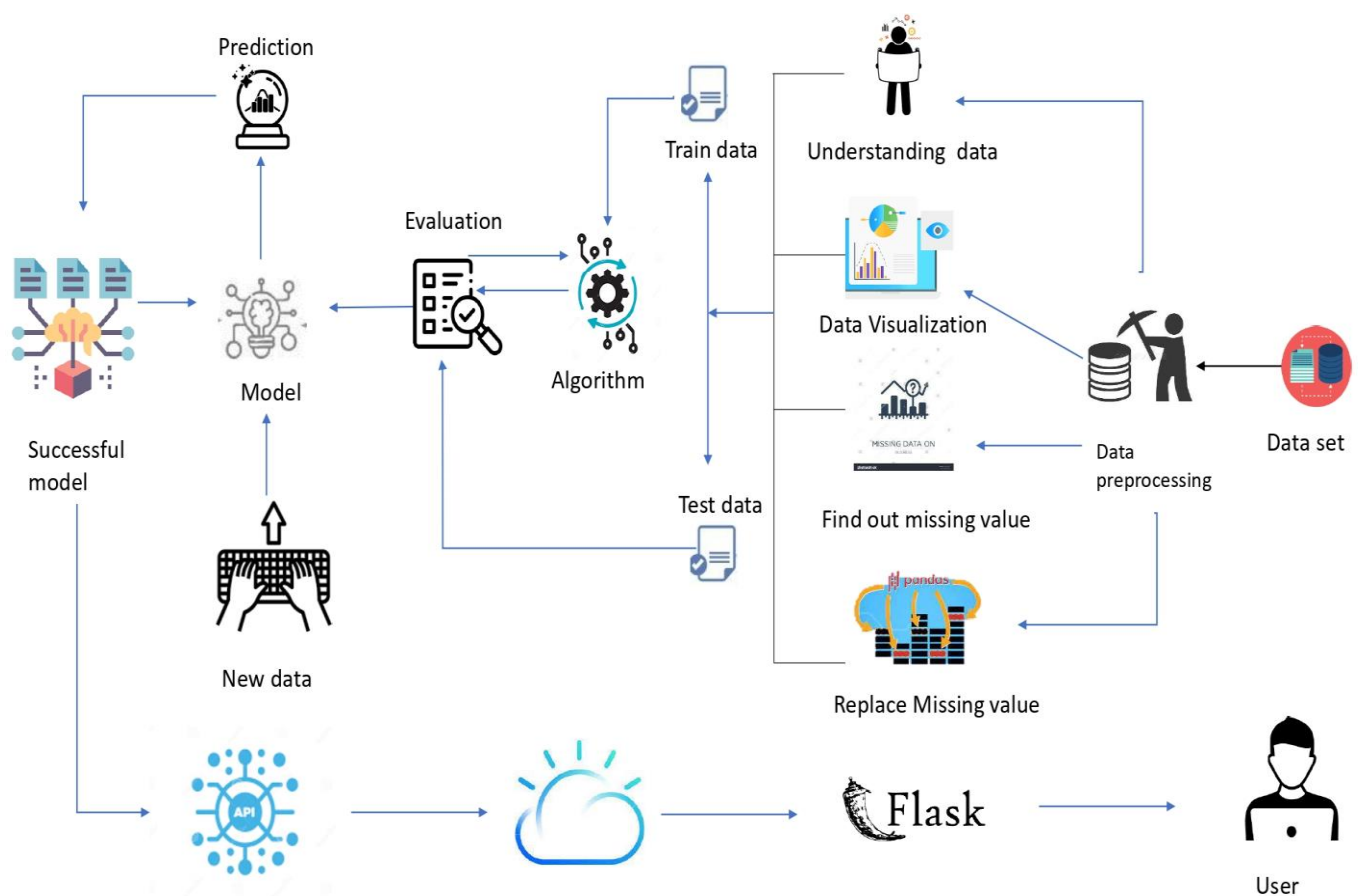 Prediction
Train data
Understanding  data
Evaluation
Data Visualization
Algorithm
Model
MISSING DATA ON
Data set
Data
preprocessing
Successful
model
Test data
Find out missing value
pandas
New data
Replace Missing value
API
Flask
User